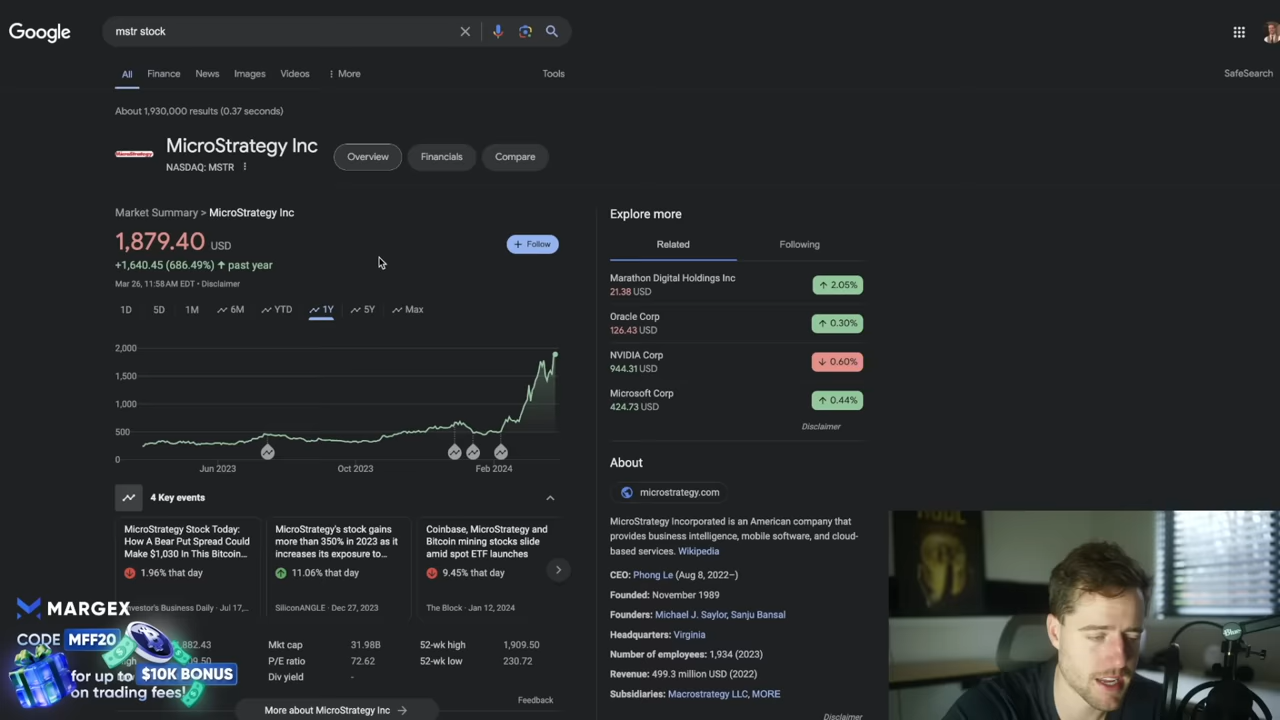 Google
mstr stock
All
Finance
News
Images
Videos
More
Tools
SafeSearch
About 1,930,000 results (0.37 seconds)
MicroStrategy
MicroStrategy Inc
NASDAQ: MSTR
Overview
Financials
Compare
Market Summary > MicroStrategy Inc
1,879.40 USD
+ Follow
+1,640.45 (686.49%) ↑ past year
Mar 26, 11:58 AM EDT • Disclaimer
1D
5D
1M
6M
YTD
1Y
5Y
Max
2,000
1,500
1,000
500
0
Jun 2023
Oct 2023
Feb 2024
4 Key events
MicroStrategy Stock Today:
How A Bear Put Spread Could
Make $1,030 In This Bitcoin...
1.96% that day
Investor's Business Daily · Jul 17,...
MicroStrategy's stock gains
more than 350% in 2023 as it
increases its exposure to...
11.06% that day
SiliconANGLE · Dec 27, 2023
Coinbase, MicroStrategy and
Bitcoin mining stocks slide
amid spot ETF launches
9.45% that day
The Block · Jan 12, 2024
Mkt cap
31.98B
52-wk high
1,909.50
P/E ratio
72.62
52-wk low
230.72
Div yield
-
Feedback
More about MicroStrategy Inc →
Explore more
Related
Following
Marathon Digital Holdings Inc
21.38 USD
↑ 2.05%
Oracle Corp
126.43 USD
↑ 0.30%
NVIDIA Corp
944.31 USD
↓ 0.60%
Microsoft Corp
424.73 USD
↑ 0.44%
Disclaimer
About
microstrategy.com
MicroStrategy Incorporated is an American company that
provides business intelligence, mobile software, and cloud-
based services. Wikipedia
CEO: Phong Le (Aug 8, 2022–)
Founded: November 1989
Founders: Michael J. Saylor, Sanju Bansal
Headquarters: Virginia
Number of employees: 1,934 (2023)
Revenue: 499.3 million USD (2022)
Subsidiaries: Macrostrategy LLC, MORE
Disclaimer
MARGEX
CODE MFF20
for up to $10K BONUS
on trading fees!